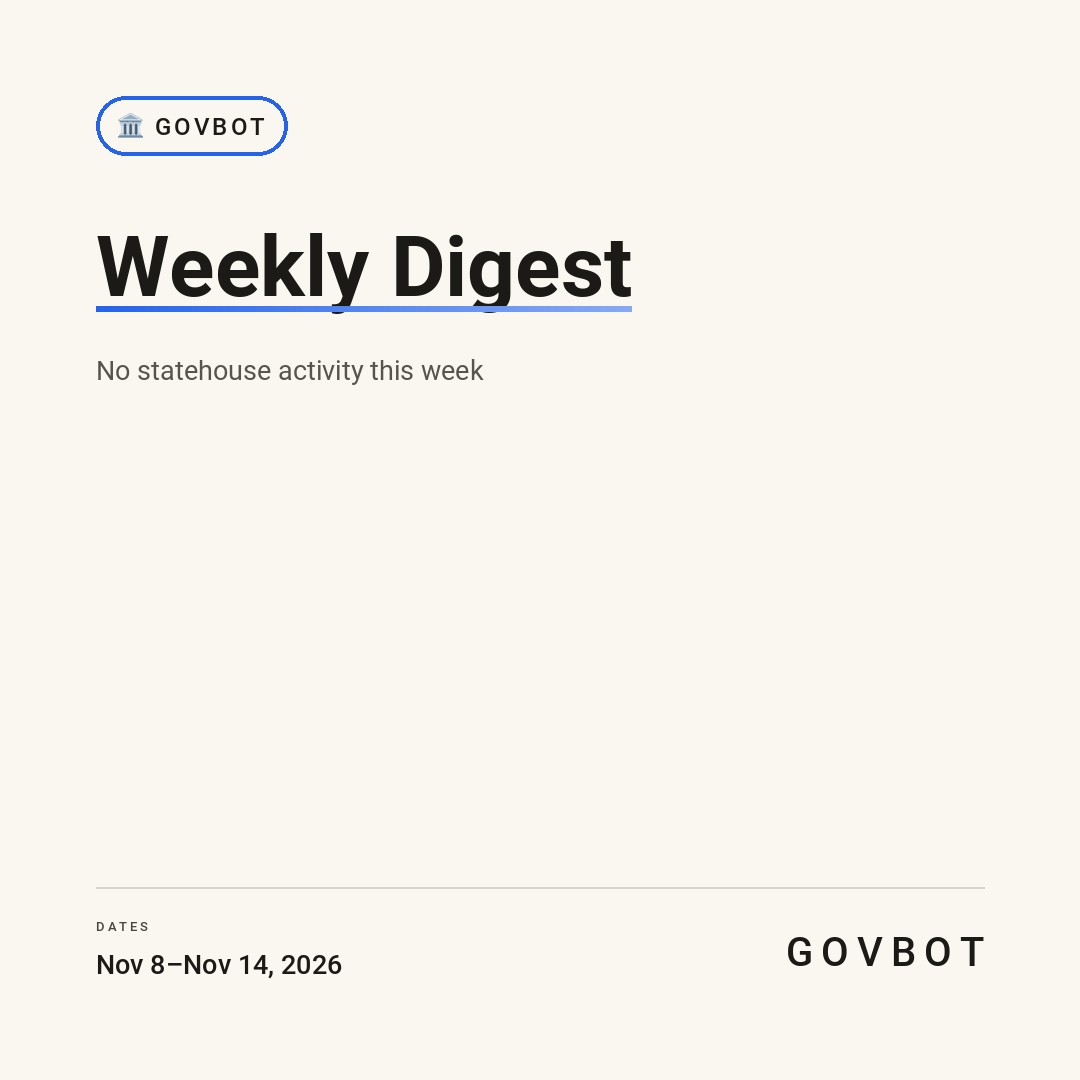 🏛️ GOVBOT
Weekly Digest
No statehouse activity this week
DATES
Nov 8–Nov 14, 2026
GOVBOT